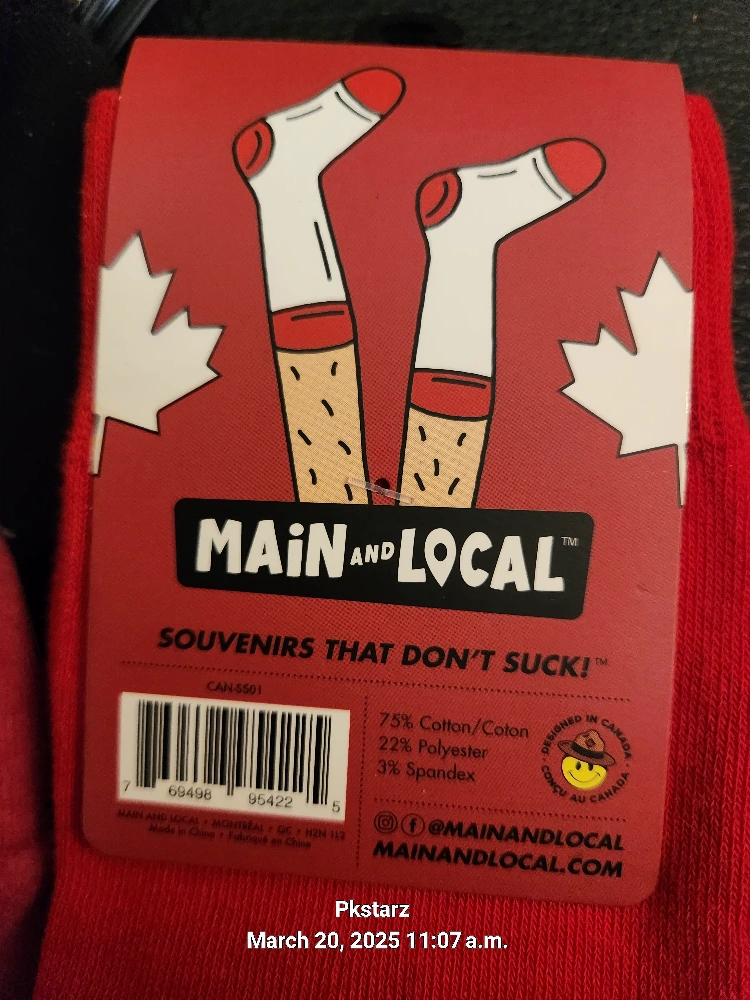 MAiN AND LOCAL™
SOUVENIRS THAT DON'T SUCK!™
CAN-SS01
7 69498 95422 5
MAIN AND LOCAL • MONTRÉAL • QC • H2N 1L2
Made in China • Fabriqué en Chine
75% Cotton/Coton
22% Polyester
3% Spandex
DESIGNED IN CANADA
CONÇU AU CANADA
@MAINANDLOCAL
MAINANDLOCAL.COM
Pkstarz
March 20, 2025 11:07 a.m.